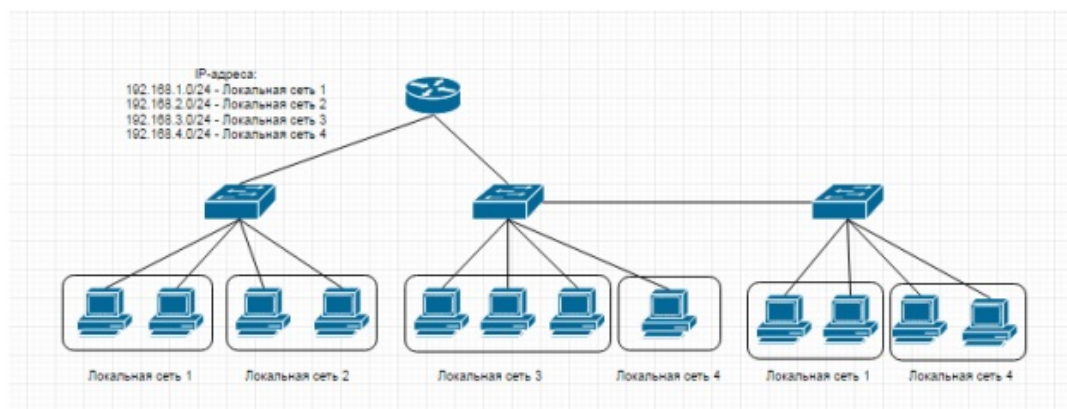 IP-адреса:
192.168.1.0/24 - Локальная сеть 1
192.168.2.0/24 - Локальная сеть 2
192.168.3.0/24 - Локальная сеть 3
192.168.4.0/24 - Локальная сеть 4
Локальная сеть 1
Локальная сеть 2
Локальная сеть 3
Локальная сеть 4
Локальная сеть 1
Локальная сеть 4